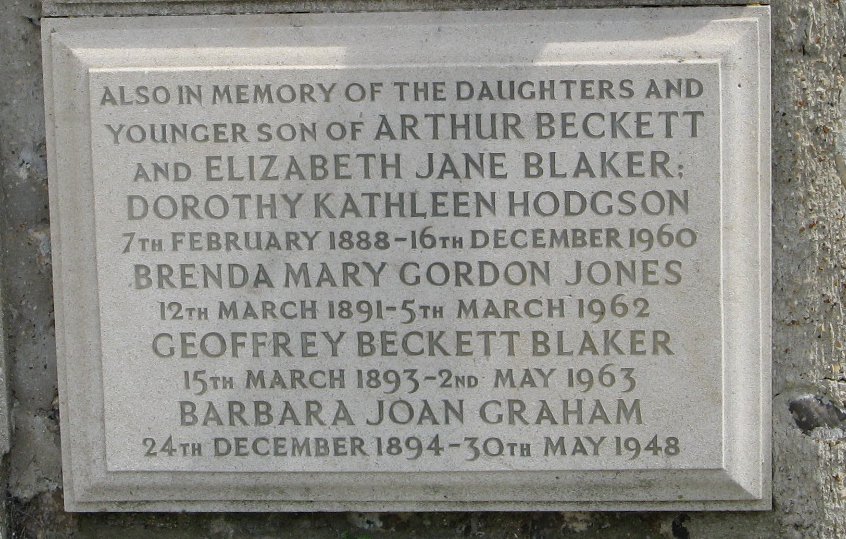 ALSO IN MEMORY OF THE DAUGHTERS AND
YOUNGER SON OF ARTHUR BECKETT
AND ELIZABETH JANE BLAKER:
DOROTHY KATHLEEN HODGSON
7TH FEBRUARY 1888-16TH DECEMBER 1960
BRENDA MARY GORDON JONES
12TH MARCH 1891-5TH MARCH 1962
GEOFFREY BECKETT BLAKER
15TH MARCH 1893-2ND MAY 1963
BARBARA JOAN GRAHAM
24TH DECEMBER 1894-30TH MAY 1948